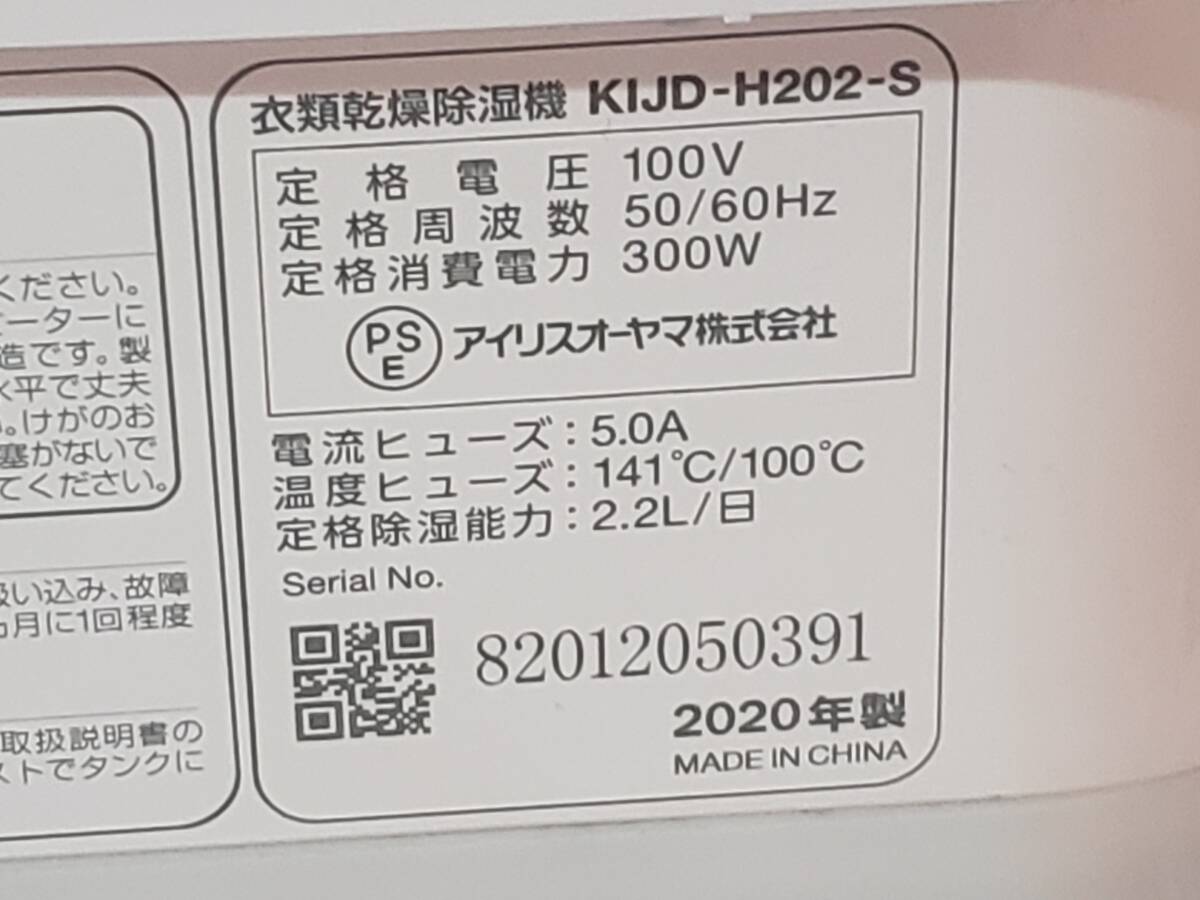 ください。
ーターに
造です。製
水平で丈夫
。けがのお
塞がないで
てください。
吸い込み、故障
月に1回程度
取扱説明書の
ストでタンクに
衣類乾燥除湿機 KIJD-H202-S
定格電圧 100V
定格周波数 50/60Hz
定格消費電力 300W
PSE アイリスオーヤマ株式会社
電流ヒューズ：5.0A
温度ヒューズ：141℃/100℃
定格除湿能力：2.2L/日
Serial No.
82012050391
2020年製
MADE IN CHINA